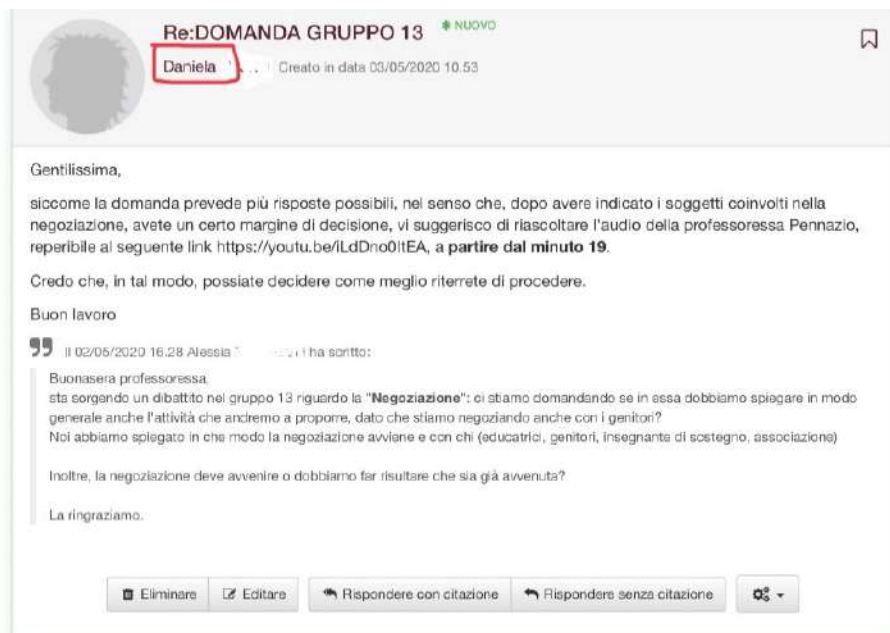 Re:DOMANDA GRUPPO 13 NUOVO
Daniela Creato in data 03/05/2020 10.53
Gentilissima,
siccome la domanda prevede più risposte possibili, nel senso che, dopo avere indicato i soggetti coinvolti nella
negoziazione, avete un certo margine di decisione, vi suggerisco di riascoltare l'audio della professoressa Pennazio,
reperibile al seguente link https://youtu.be/iLdDno0ItEA, a partire dal minuto 19.
Credo che, in tal modo, possiate decidere come meglio riterrete di procedere.
Buon lavoro
Il 02/05/2020 16.28 Alessia ha scritto:
Buonasera professoressa,
sta sorgendo un dibattito nel gruppo 13 riguardo la "Negoziazione": ci stiamo domandando se in essa dobbiamo spiegare in modo
generale anche l'attività che andremo a proporre, dato che stiamo negoziando anche con i genitori?
Noi abbiamo spiegato in che modo la negoziazione avviene e con chi (educatrici, genitori, insegnante di sostegno, associazione)
Inoltre, la negoziazione deve avvenire o dobbiamo far risultare che sia già avvenuta?
La ringraziamo.
Eliminare Editare Rispondere con citazione Rispondere senza citazione